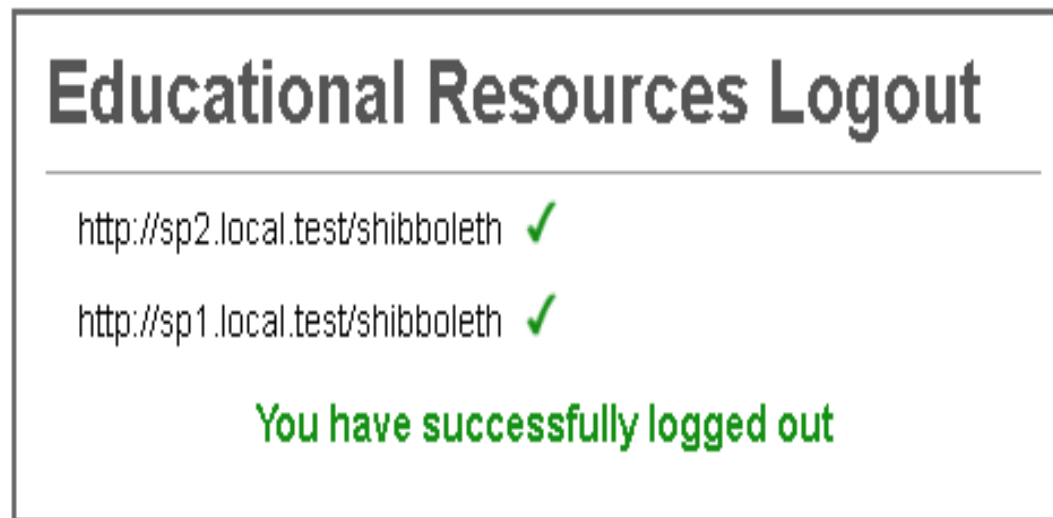 Educational Resources Logout
http://sp2.local.test/shibboleth ✓
http://sp1.local.test/shibboleth ✓
You have successfully logged out